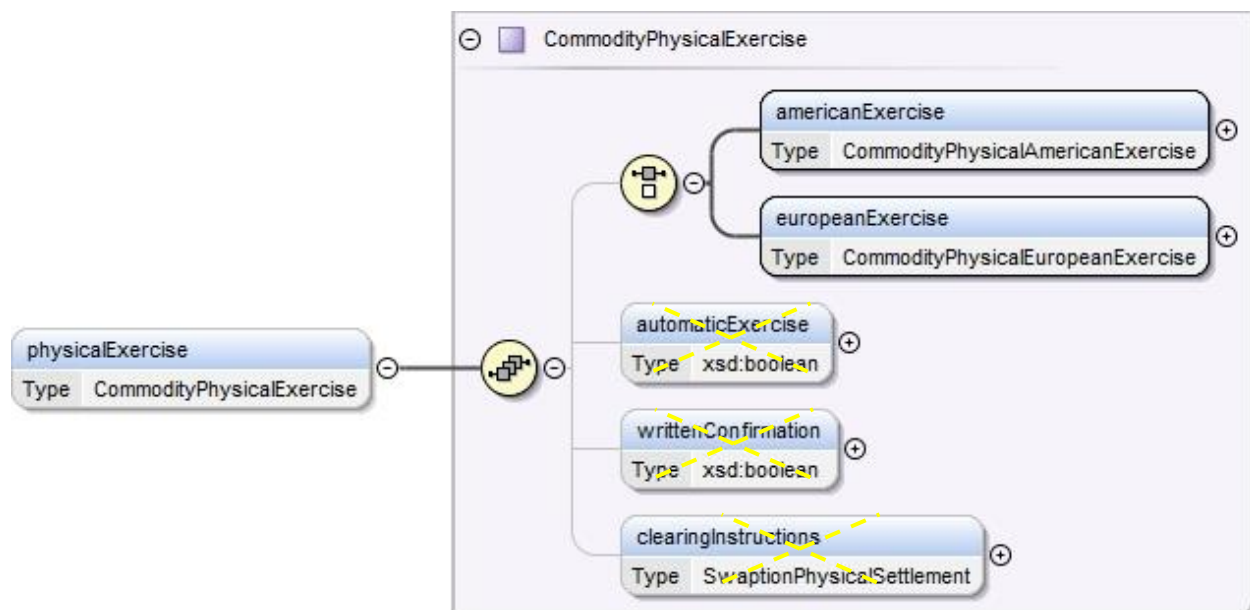 CommodityPhysicalExercise
americanExercise
Type CommodityPhysicalAmericanExercise
europeanExercise
Type CommodityPhysicalEuropeanExercise
automaticExercise
Type xsd:boolean
physicalExercise
Type CommodityPhysicalExercise
writtenConfirmation
Type xsd:boolean
clearingInstructions
Type SwaptionPhysicalSettlement